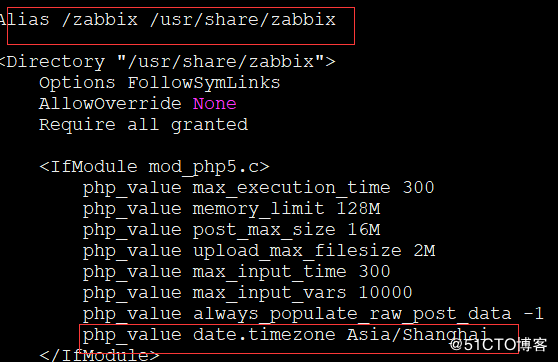 Alias /zabbix /usr/share/zabbix
<Directory "/usr/share/zabbix">
Options FollowSymLinks
AllowOverride None
Require all granted
<IfModule mod_php5.c>
php_value max_execution_time 300
php_value memory_limit 128M
php_value post_max_size 16M
php_value upload_max_filesize 2M
php_value max_input_time 300
php_value max_input_vars 10000
php_value always_populate_raw_post_data -1
php_value date.timezone Asia/Shanghai
</IfModule>
@51CTO博客